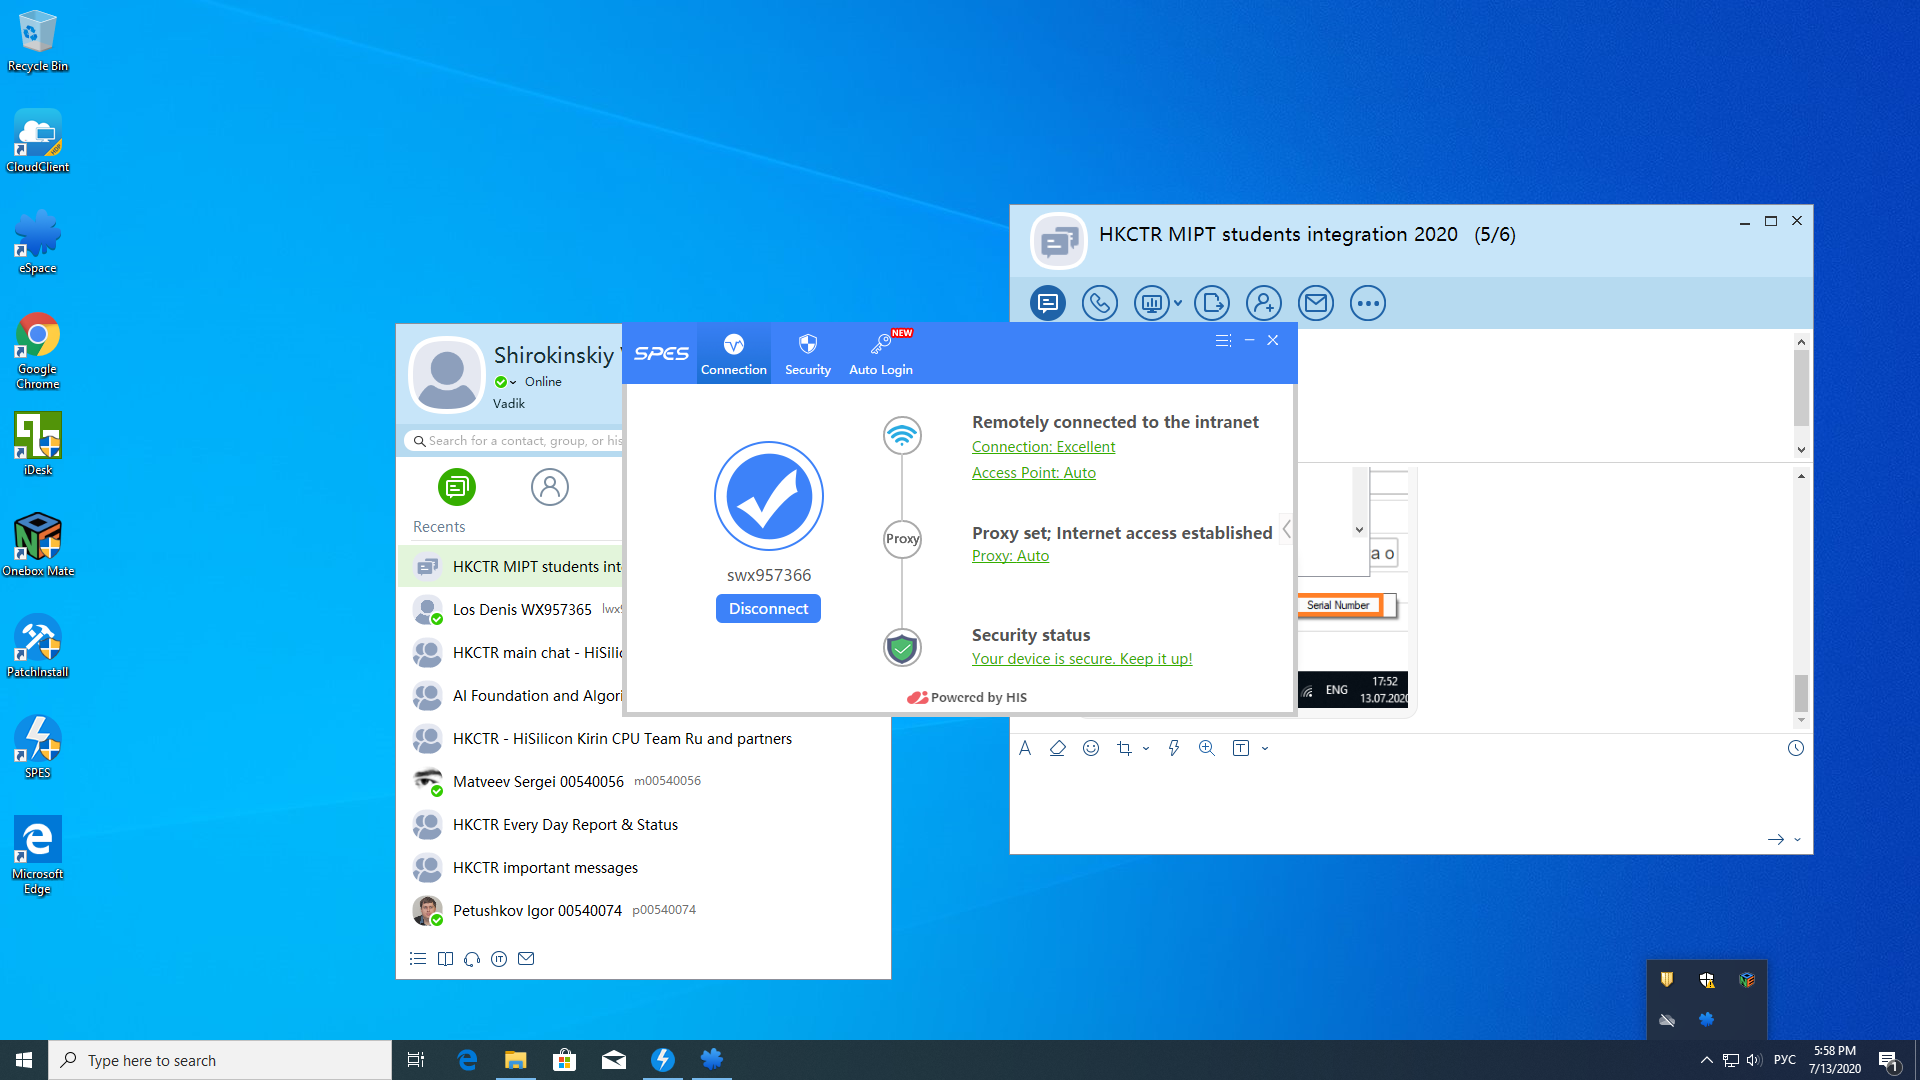 Recycle Bin
CloudClient
eSpace
Google
Chrome
iDesk
Onebox Mate
PatchInstall
SPES
Microsoft
Edge
Shirokinskiy
Online
Vadik
Search for a contact, group, or his
Recents
HKCTR MIPT students int
Los Denis WX957365 lwx9
HKCTR main chat - HiSilic
AI Foundation and Algori
HKCTR - HiSilicon Kirin CPU Team Ru and partners
Matveev Sergei 00540056 m00540056
HKCTR Every Day Report & Status
HKCTR important messages
Petushkov Igor 00540074 p00540074
IT
SPES
Connection
Security
NEW
Auto Login
swx957366
Disconnect
Remotely connected to the intranet
Connection: Excellent
Access Point: Auto
Proxy
Proxy set; Internet access established
Proxy: Auto
Security status
Your device is secure. Keep it up!
Powered by HIS
HKCTR MIPT students integration 2020 (5/6)
a o
Serial Number
ENG
17:52
13.07.2020
Type here to search
РУС
5:58 PM
7/13/2020
1